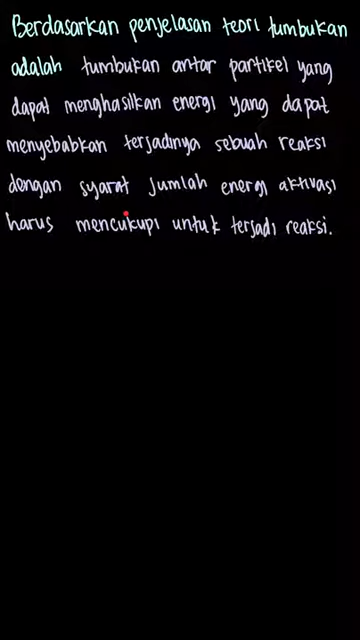 Berdasarkan penjelasan teori tumbukan
adalah tumbukan antar partikel yang
dapat menghasilkan energi yang dapat
menyebabkan terjadinya sebuah reaksi
dengan syarat jumlah energi aktivasi
harus mencukupi untuk terjadi reaksi.